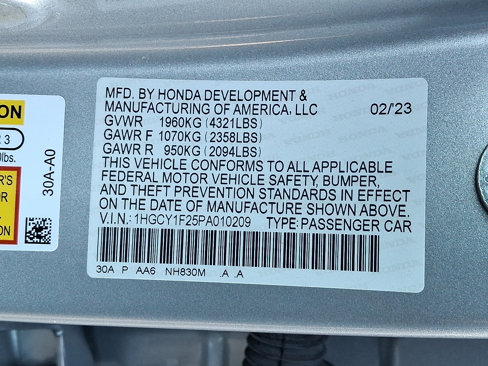 MFD. BY HONDA DEVELOPMENT &
MANUFACTURING OF AMERICA, LLC 02/23
GVWR 1960KG (4321LBS)
GAWR F 1070KG (2358LBS)
GAWR R 950KG (2094LBS)
THIS VEHICLE CONFORMS TO ALL APPLICABLE
FEDERAL MOTOR VEHICLE SAFETY, BUMPER,
AND THEFT PREVENTION STANDARDS IN EFFECT
ON THE DATE OF MANUFACTURE SHOWN ABOVE.
V.I.N.: 1HGCY1F25PA010209 TYPE: PASSENGER CAR
30A P AA6 NH830M .A .A
ON
3
lbs.
R'S
ON
30A-A0